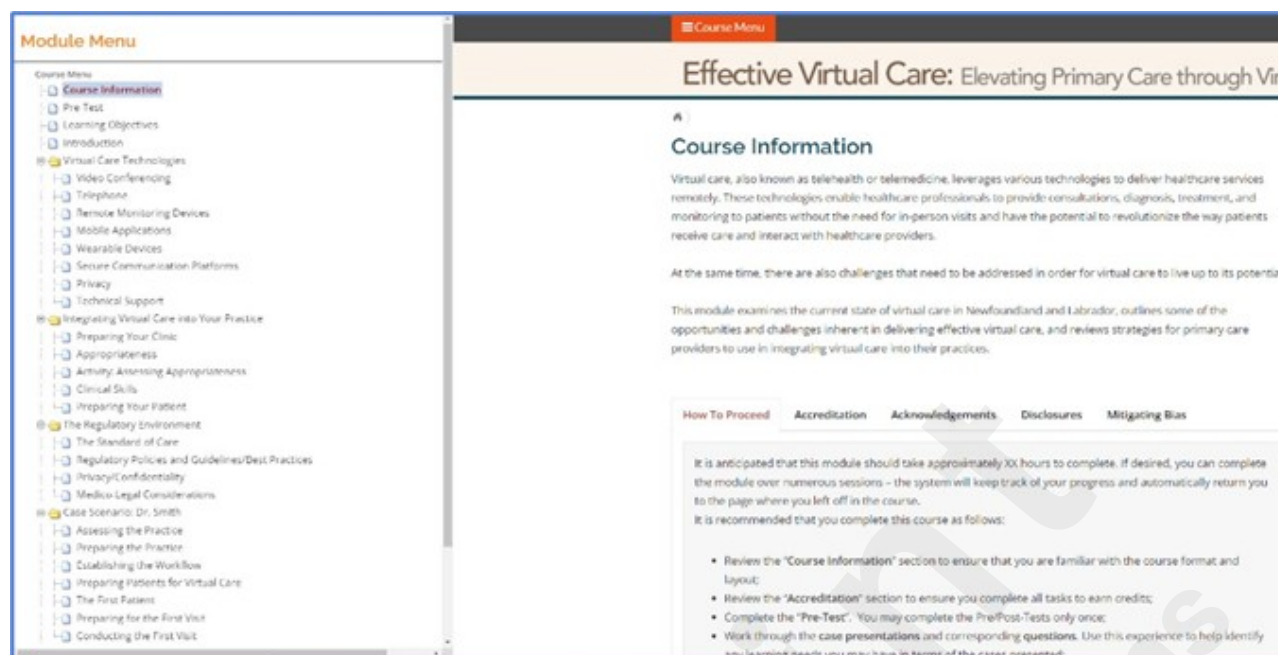 Module Menu
Course Menu
Course Information
Pre Test
Learning Objectives
Introduction
Virtual Care Technologies
Video Conferencing
Telephone
Remote Monitoring Devices
Mobile Applications
Wearable Devices
Secure Communication Platforms
Privacy
Technical Support
Integrating Virtual Care into Your Practice
Preparing Your Clinic
Appropriateness
Activity: Assessing Appropriateness
Clinical Skills
Preparing Your Patient
The Regulatory Environment
The Standard of Care
Regulatory Policies and Guidelines/Best Practices
Privacy/Confidentiality
Medico-Legal Considerations
Case Scenario: Dr. Smith
Assessing the Practice
Preparing the Practice
Establishing the Workflow
Preparing Patients for Virtual Care
The First Patient
Preparing for the First Visit
Conducting the First Visit
Course Menu
Effective Virtual Care: Elevating Primary Care through
Course Information
Virtual care, also known as telehealth or telemedicine, leverages various technologies to deliver healthcare services
remotely. These technologies enable healthcare professionals to provide consultations, diagnosis, treatment, and
monitoring to patients without the need for in-person visits and have the potential to revolutionize the way patients
receive care and interact with healthcare providers.
At the same time, there are also challenges that need to be addressed in order for virtual care to live up to its
This module examines the current state of virtual care in Newfoundland and Labrador, outlines some of the
opportunities and challenges inherent in delivering effective virtual care, and reviews strategies for primary care
providers to use in integrating virtual care into their practices.
How To Proceed Accreditation Acknowledgements Disclosures Mitigating Bias
It is anticipated that this module should take approximately XX hours to complete. If desired, you can complete
the module over numerous sessions – the system will keep track of your progress and automatically return you
to the page where you left off in the course.
It is recommended that you complete this course as follows:
• Review the "Course Information" section to ensure that you are familiar with the course format and
layout;
• Review the "Accreditation" section to ensure you complete all tasks to earn credits;
• Complete the "Pre-Test". You may complete the Pre/Post-Tests only once;
• Work through the case presentations and corresponding questions. Use this experience to help identify
any learning needs you may have in terms of the cases presented;